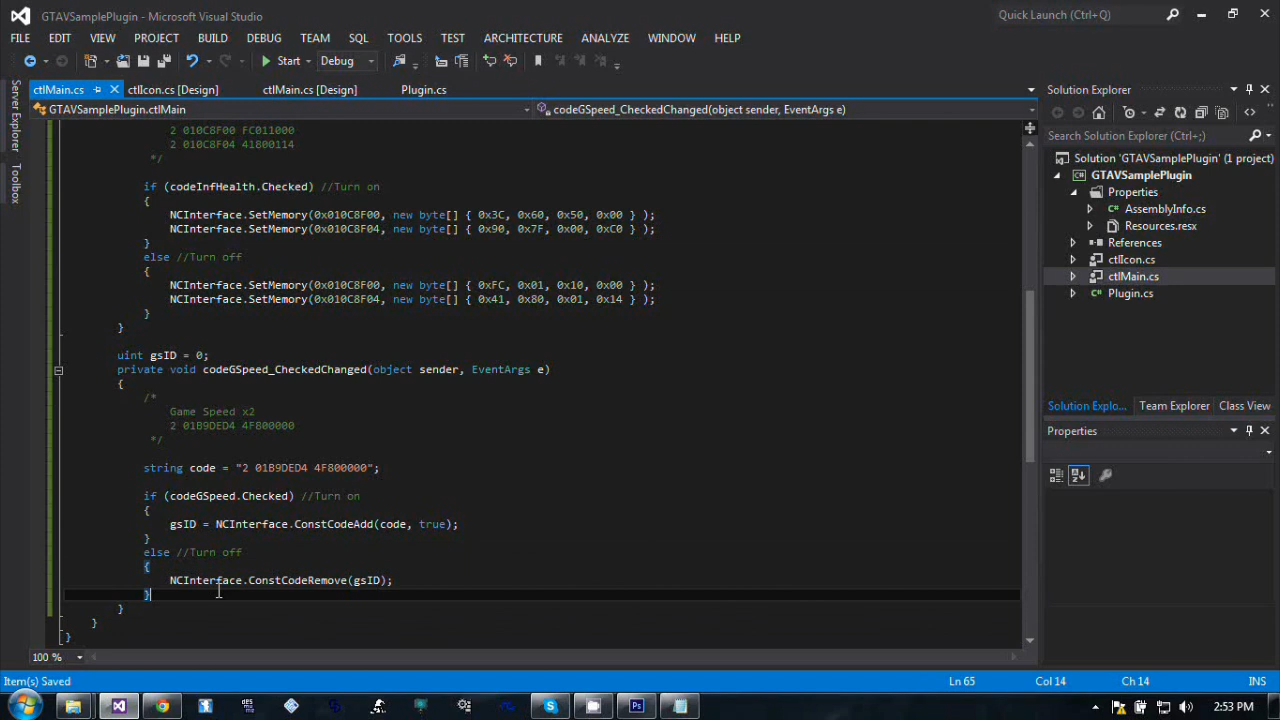 GTAVSamplePlugin - Microsoft Visual Studio
Quick Launch (Ctrl+Q)
FILE EDIT VIEW PROJECT BUILD DEBUG TEAM SQL TOOLS TEST ARCHITECTURE ANALYZE WINDOW HELP
Start Debug
ctlMain.cs ctlIcon.cs [Design] ctlMain.cs [Design] Plugin.cs
GTAVSamplePlugin.ctlMain codeGSpeed_CheckedChanged(object sender, EventArgs e)
Server Explorer
Toolbox
2 010C8F00 FC011000
2 010C8F04 41800114
*/
if (codeInfHealth.Checked) //Turn on
{
NCInterface.SetMemory(0x010C8F00, new byte[] { 0x3C, 0x60, 0x50, 0x00 } );
NCInterface.SetMemory(0x010C8F04, new byte[] { 0x90, 0x7F, 0x00, 0xC0 } );
}
else //Turn off
{
NCInterface.SetMemory(0x010C8F00, new byte[] { 0xFC, 0x01, 0x10, 0x00 } );
NCInterface.SetMemory(0x010C8F04, new byte[] { 0x41, 0x80, 0x01, 0x14 } );
}
}
uint gsID = 0;
private void codeGSpeed_CheckedChanged(object sender, EventArgs e)
{
/*
Game Speed x2
2 01B9DED4 4F800000
*/
string code = "2 01B9DED4 4F800000";
if (codeGSpeed.Checked) //Turn on
{
gsID = NCInterface.ConstCodeAdd(code, true);
}
else //Turn off
{
NCInterface.ConstCodeRemove(gsID);
}
}
}
}
100 %
Solution Explorer
Search Solution Explorer (Ctrl+;)
Solution 'GTAVSamplePlugin' (1 project)
GTAVSamplePlugin
Properties
AssemblyInfo.cs
Resources.resx
References
ctlIcon.cs
ctlMain.cs
Plugin.cs
Solution Explo... Team Explorer Class View
Properties
Item(s) Saved Ln 65 Col 14 Ch 14 INS
2:53 PM